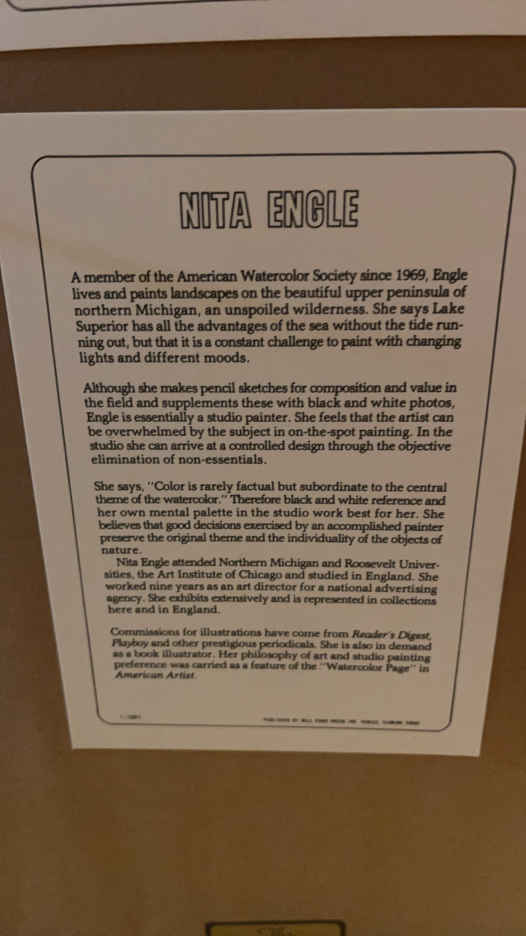 NITA ENGLE
A member of the American Watercolor Society since 1969, Engle
lives and paints landscapes on the beautiful upper peninsula of
northern Michigan, an unspoiled wilderness. She says Lake
Superior has all the advantages of the sea without the tide run-
ning out, but that it is a constant challenge to paint with changing
lights and different moods.
Although she makes pencil sketches for composition and value in
the field and supplements these with black and white photos,
Engle is essentially a studio painter. She feels that the artist can
be overwhelmed by the subject in on-the-spot painting. In the
studio she can arrive at a controlled design through the objective
elimination of non-essentials.
She says, "Color is rarely factual but subordinate to the central
theme of the watercolor." Therefore black and white reference and
her own mental palette in the studio work best for her. She
believes that good decisions exercised by an accomplished painter
preserve the original theme and the individuality of the objects of
nature.
Nita Engle attended Northern Michigan and Roosevelt Univer-
sities, the Art Institute of Chicago and studied in England. She
worked nine years as an art director for a national advertising
agency. She exhibits extensively and is represented in collections
here and in England.
Commissions for illustrations have come from Reader's Digest,
Playboy and other prestigious periodicals. She is also in demand
as a book illustrator. Her philosophy of art and studio painting
preference was carried as a feature of the "Watercolor Page" in
American Artist.
PUBLISHED BY MILL POND PRESS INC. VENICE, FLORIDA